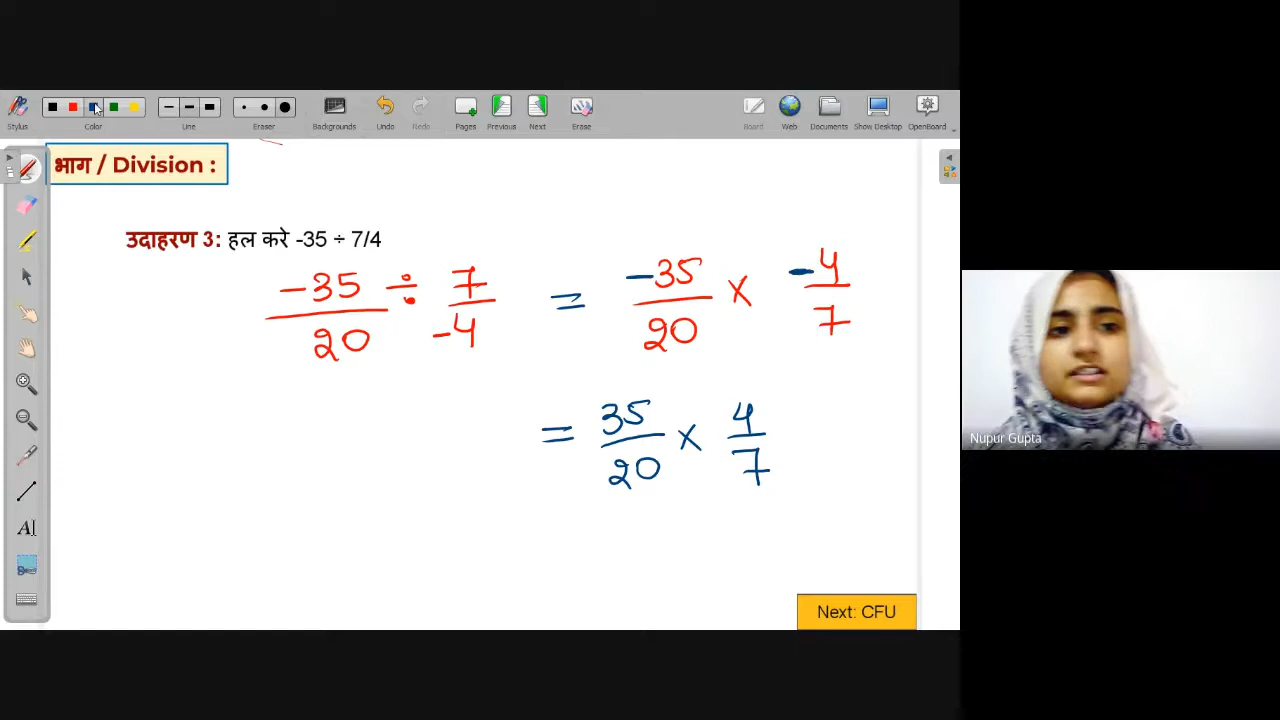 Stylus Color Line Eraser Backgrounds Undo Redo Pages Previous Next Erase Board Web Documents Show Desktop OpenBoard
भाग / Division :
उदाहरण 3: हल करे -35 ÷ 7/4
-35/20 ÷ 7/-4 = -35/20 × -4/7
= 35/20 × 4/7
Nupur Gupta
Next: CFU